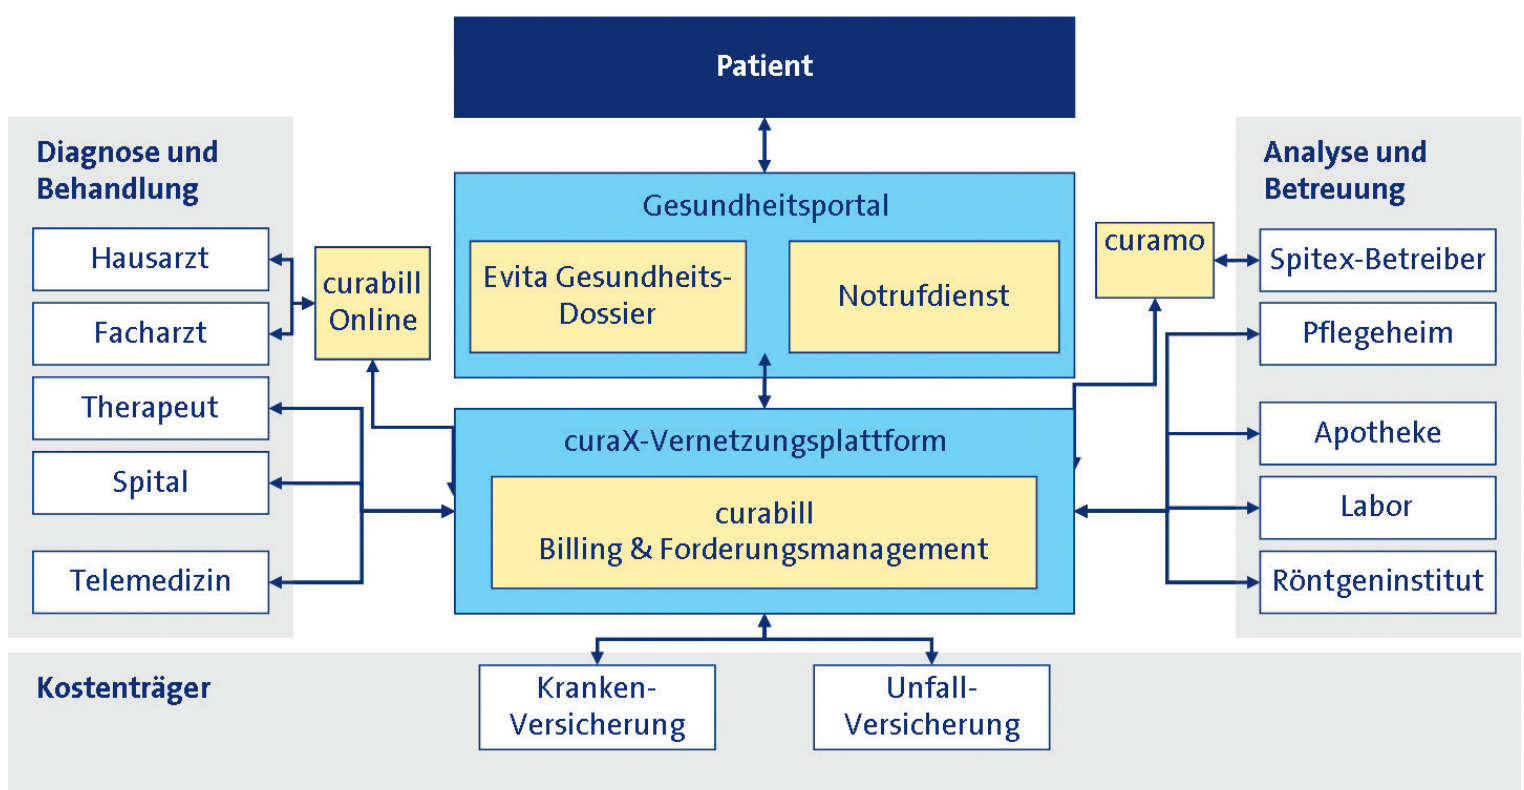 Patient
Diagnose und
Behandlung
Hausarzt
Facharzt
Therapeut
Spital
Telemedizin
curabill
Online
Gesundheitsportal
Evita Gesundheits-
Dossier
Notrufdienst
curaX-Vernetzungsplattform
curabill
Billing & Forderungsmanagement
curamo
Analyse und
Betreuung
Spitex-Betreiber
Pflegeheim
Apotheke
Labor
Röntgeninstitut
Kostenträger
Kranken-
Versicherung
Unfall-
Versicherung